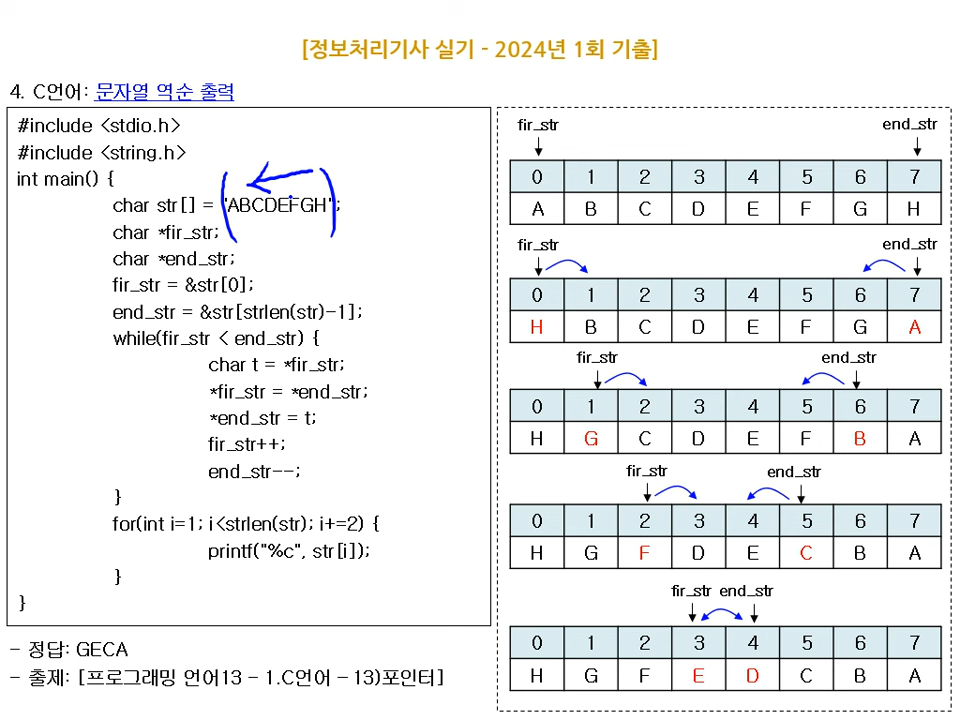 [정보처리기사 실기 - 2024년 1회 기출]
4. C언어: 문자열 역순 출력
#include <stdio.h>
#include <string.h>
int main() {
char str[] = "ABCDEFGH";
char *fir_str;
char *end_str;
fir_str = &str[0];
end_str = &str[strlen(str)-1];
while(fir_str < end_str) {
char t = *fir_str;
*fir_str = *end_str;
*end_str = t;
fir_str++;
end_str--;
}
for(int i=1; i<strlen(str); i+=2) {
printf("%c", str[i]);
}
}
- 정답: GECA
- 출제: [프로그래밍 언어13 - 1.C언어 - 13)포인터]
fir_str end_str
0 1 2 3 4 5 6 7
A B C D E F G H
fir_str end_str
0 1 2 3 4 5 6 7
H B C D E F G A
fir_str end_str
0 1 2 3 4 5 6 7
H G C D E F B A
fir_str end_str
0 1 2 3 4 5 6 7
H G F D E C B A
fir_str end_str
0 1 2 3 4 5 6 7
H G F E D C B A